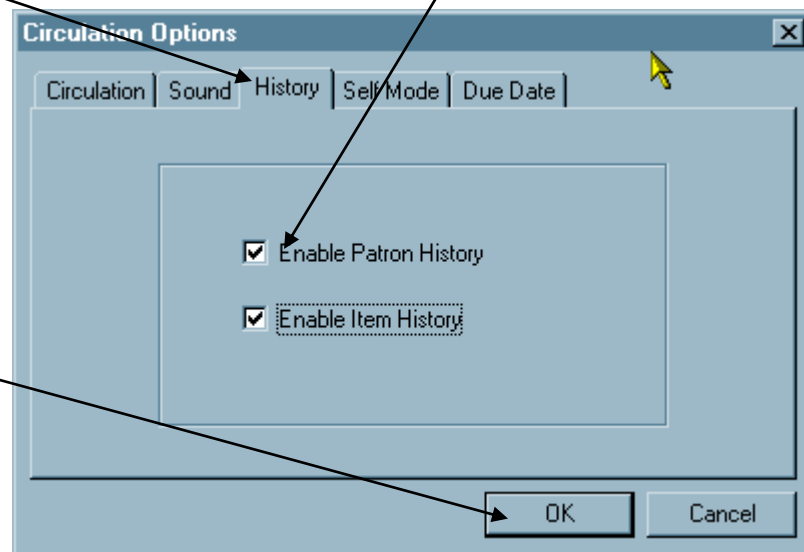 Circulation Options
Circulation Sound History Self Mode Due Date
Enable Patron History
Enable Item History
OK Cancel